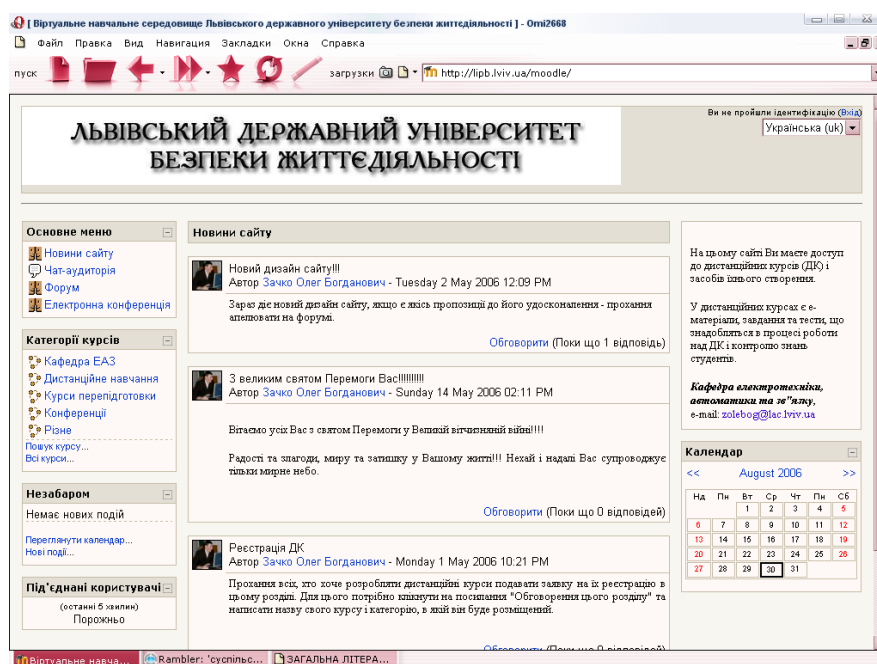 [ Віртуальне навчальне середовище Львівського державного університету безпеки життєдіяльності ] - Omi2668
Файл Правка Вид Навигация Закладки Окна Справка
пуск загрузки http://lipb.lviv.ua/moodle/
ЛЬВІВСЬКИЙ ДЕРЖАВНИЙ УНІВЕРСИТЕТ
БЕЗПЕКИ ЖИТТЄДІЯЛЬНОСТІ
Ви не пройшли ідентифікацію (Вхід)
Українська (uk)
Основне меню
Новини сайту
Чат-аудиторія
Форум
Електронна конференція
Категорії курсів
Кафедра ЕАЗ
Дистанційне навчання
Курси перепідготовки
Конференції
Різне
Пошук курсу...
Всі курси...
Незабаром
Немає нових подій
Переглянути календар...
Нові події...
Під'єднані користувачі
(останні 5 хвилин)
Порожньо
Новини сайту
Новий дизайн сайту!!!
Автор Зачко Олег Богданович - Tuesday 2 May 2006 12:09 PM
Зараз діє новий дизайн сайту, якщо є якісь пропозиції до його удосконалення - прохання
апелювати на форумі.
Обговорити (Поки що 1 відповідь)
З великим святом Перемоги Вас!!!!!!!!!!
Автор Зачко Олег Богданович - Sunday 14 May 2006 02:11 PM
Вітаємо усіх Вас з святом Перемоги у Великій вітчизняній війні!!!!
Радості та злагоди, миру та затишку у Вашому житті!!! Нехай і надалі Вас супроводжує
тільки мирне небо.
Обговорити (Поки що 0 відповідей)
Реєстрація ДК
Автор Зачко Олег Богданович - Monday 1 May 2006 10:21 PM
Прохання всіх, хто хоче розробляти дистанційні курси подавати заявку на їх реєстрацію в
цьому розділі. Для цього потрібно клікнути на посилання "Обговорення цього розділу" та
написати назву свого курсу і категорію, в якій він буде розміщений.
Обговорити (Поки що 0 відповідей)
На цьому сайті Ви маєте доступ
до дистанційних курсів (ДК) і
засобів їхнього створення.
У дистанційних курсах є е-
матеріали, завдання та тести, що
знадобляться в процесі роботи
над ДК і контролю знань
студентів.
Кафедра електротехніки,
автоматики та зв"язку,
e-mail: zolebog@lac.lviv.ua
Календар
<< August 2006 >>
Нд Пн Вт Ср Чт Пн Сб
1 2 3 4 5
6 7 8 9 10 11 12
13 14 15 16 17 18 19
20 21 22 23 24 25 26
27 28 29 30 31
Віртуальне навча... Rambler: 'суспільс... ЗАГАЛЬНА ЛІТЕРА...